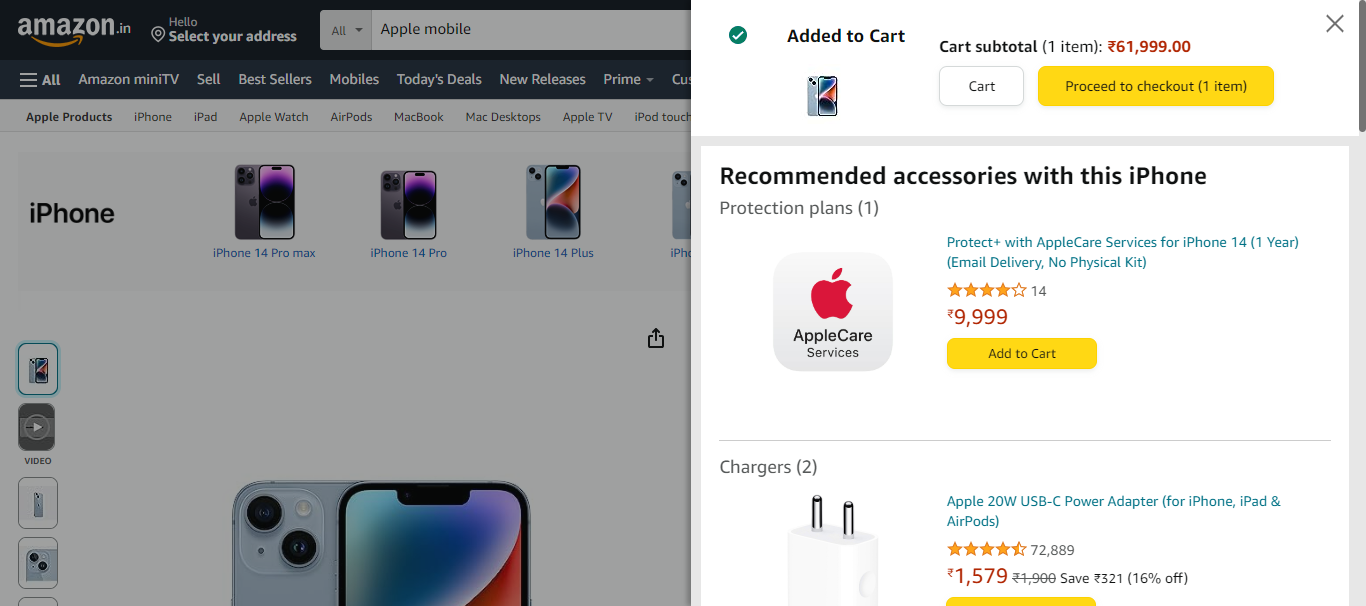 amazon.in
Hello
Select your address
All
Apple mobile
All
Amazon miniTV
Sell
Best Sellers
Mobiles
Today's Deals
New Releases
Prime
Cus
Apple Products
iPhone
iPad
Apple Watch
AirPods
MacBook
Mac Desktops
Apple TV
iPod touch
iPhone
iPhone 14 Pro max
iPhone 14 Pro
iPhone 14 Plus
iPho
VIDEO
Added to Cart
Cart subtotal (1 item): ₹61,999.00
Cart
Proceed to checkout (1 item)
Recommended accessories with this iPhone
Protection plans (1)
AppleCare
Services
Protect+ with AppleCare Services for iPhone 14 (1 Year)
(Email Delivery, No Physical Kit)
14
₹9,999
Add to Cart
Chargers (2)
Apple 20W USB-C Power Adapter (for iPhone, iPad &
AirPods)
72,889
₹1,579 ₹1,900 Save ₹321 (16% off)